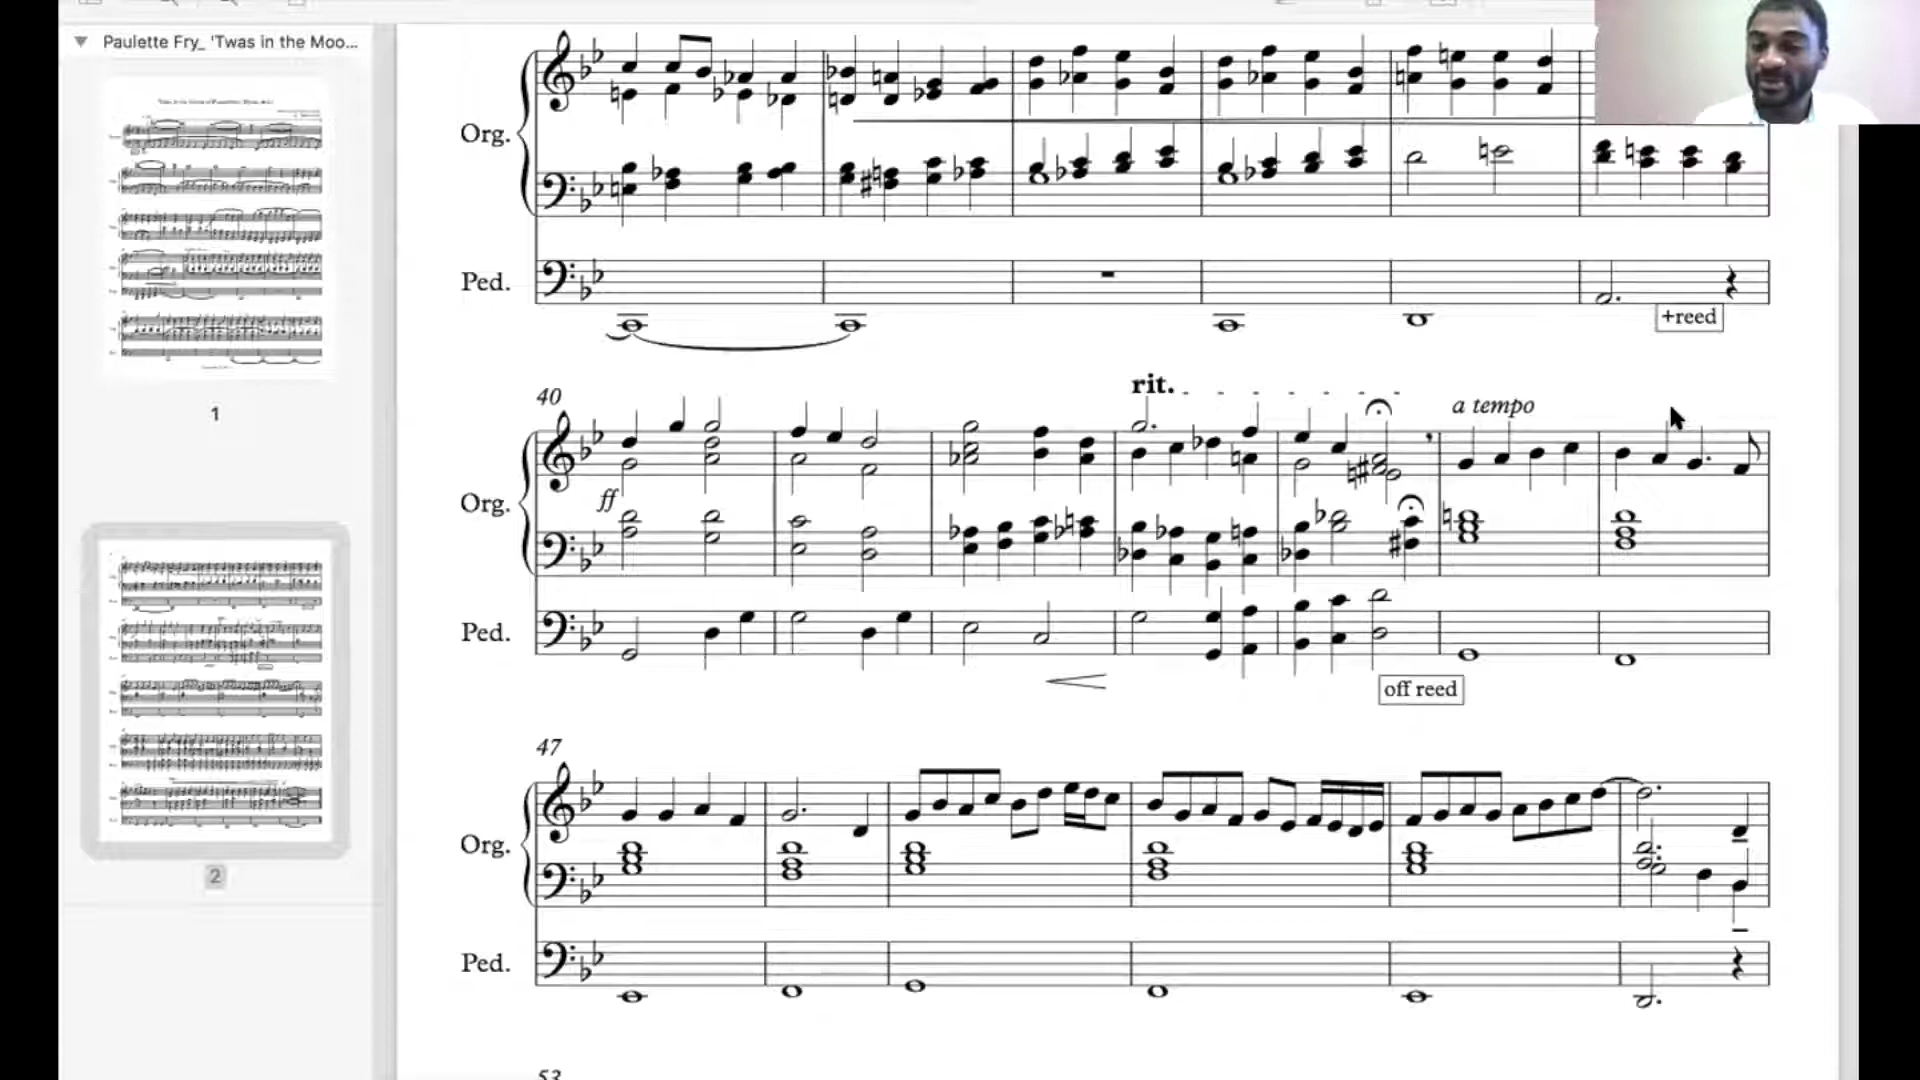 Paulette Fry_ 'Twas in the Moo...
1
2
Org.
Ped.
+reed
40
rit.
a tempo
Org.
ff
Ped.
off reed
47
Org.
Ped.
53